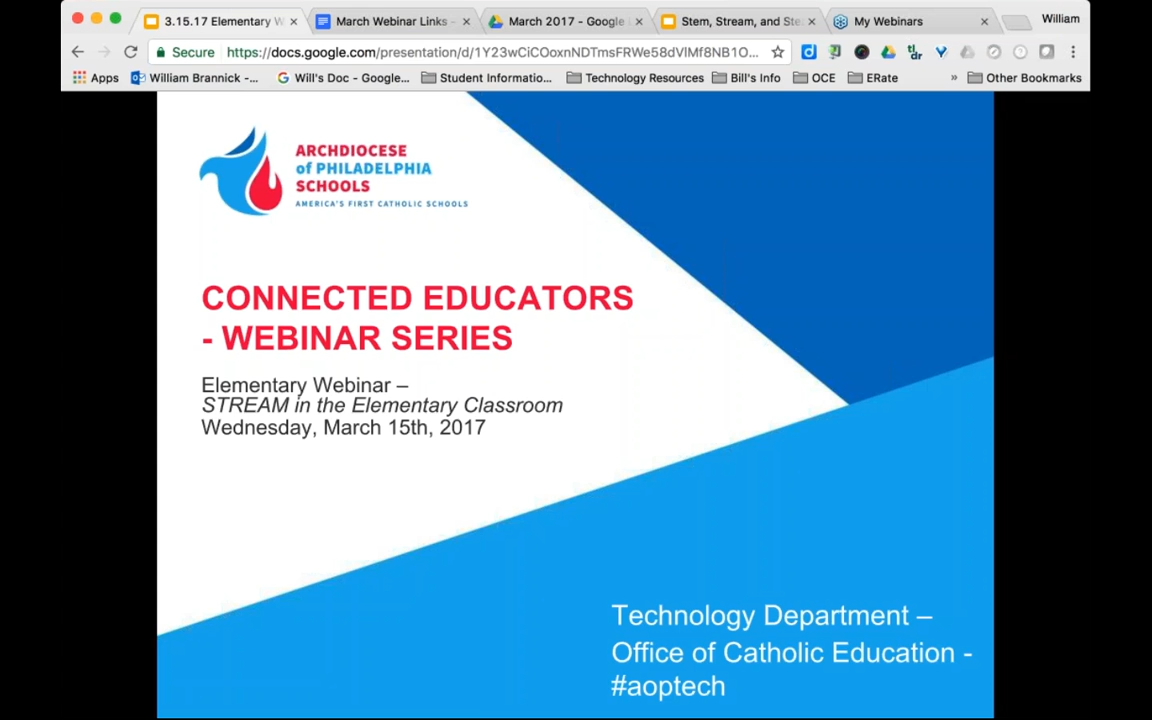 3.15.17 Elementary W
March Webinar Links -
March 2017 - Google
Stem, Stream, and Ste
My Webinars
William
Secure
https://docs.google.com/presentation/d/1Y23wCiCOoxnNDTmsFRWe58dVlMf8NB1O...
Apps
William Brannick -...
Will's Doc - Google...
Student Informatio...
Technology Resources
Bill's Info
OCE
ERate
»
Other Bookmarks
ARCHDIOCESE
of PHILADELPHIA
SCHOOLS
AMERICA'S FIRST CATHOLIC SCHOOLS
CONNECTED EDUCATORS
- WEBINAR SERIES
Elementary Webinar –
STREAM in the Elementary Classroom
Wednesday, March 15th, 2017
Technology Department –
Office of Catholic Education -
#aoptech